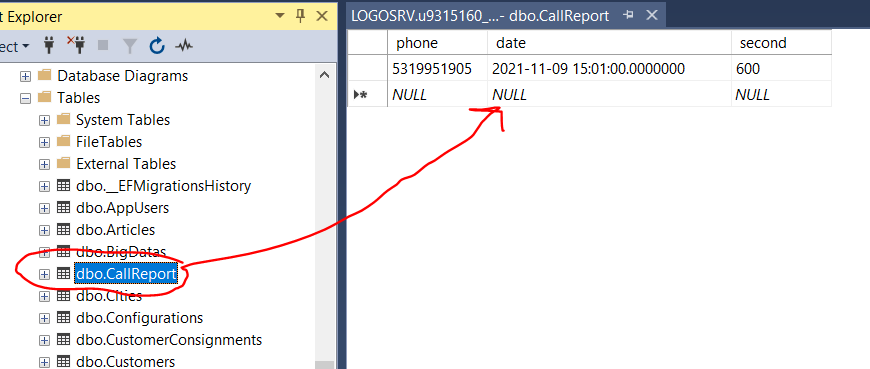 t Explorer
ect
Database Diagrams
Tables
System Tables
FileTables
External Tables
dbo.__EFMigrationsHistory
dbo.AppUsers
dbo.Articles
dbo.BigDatas
dbo.CallReport
dbo.Cities
dbo.Configurations
dbo.CustomerConsignments
dbo.Customers
LOGOSRV.u9315160_...- dbo.CallReport
phone date second
5319951905 2021-11-09 15:01:00.0000000 600
NULL NULL NULL